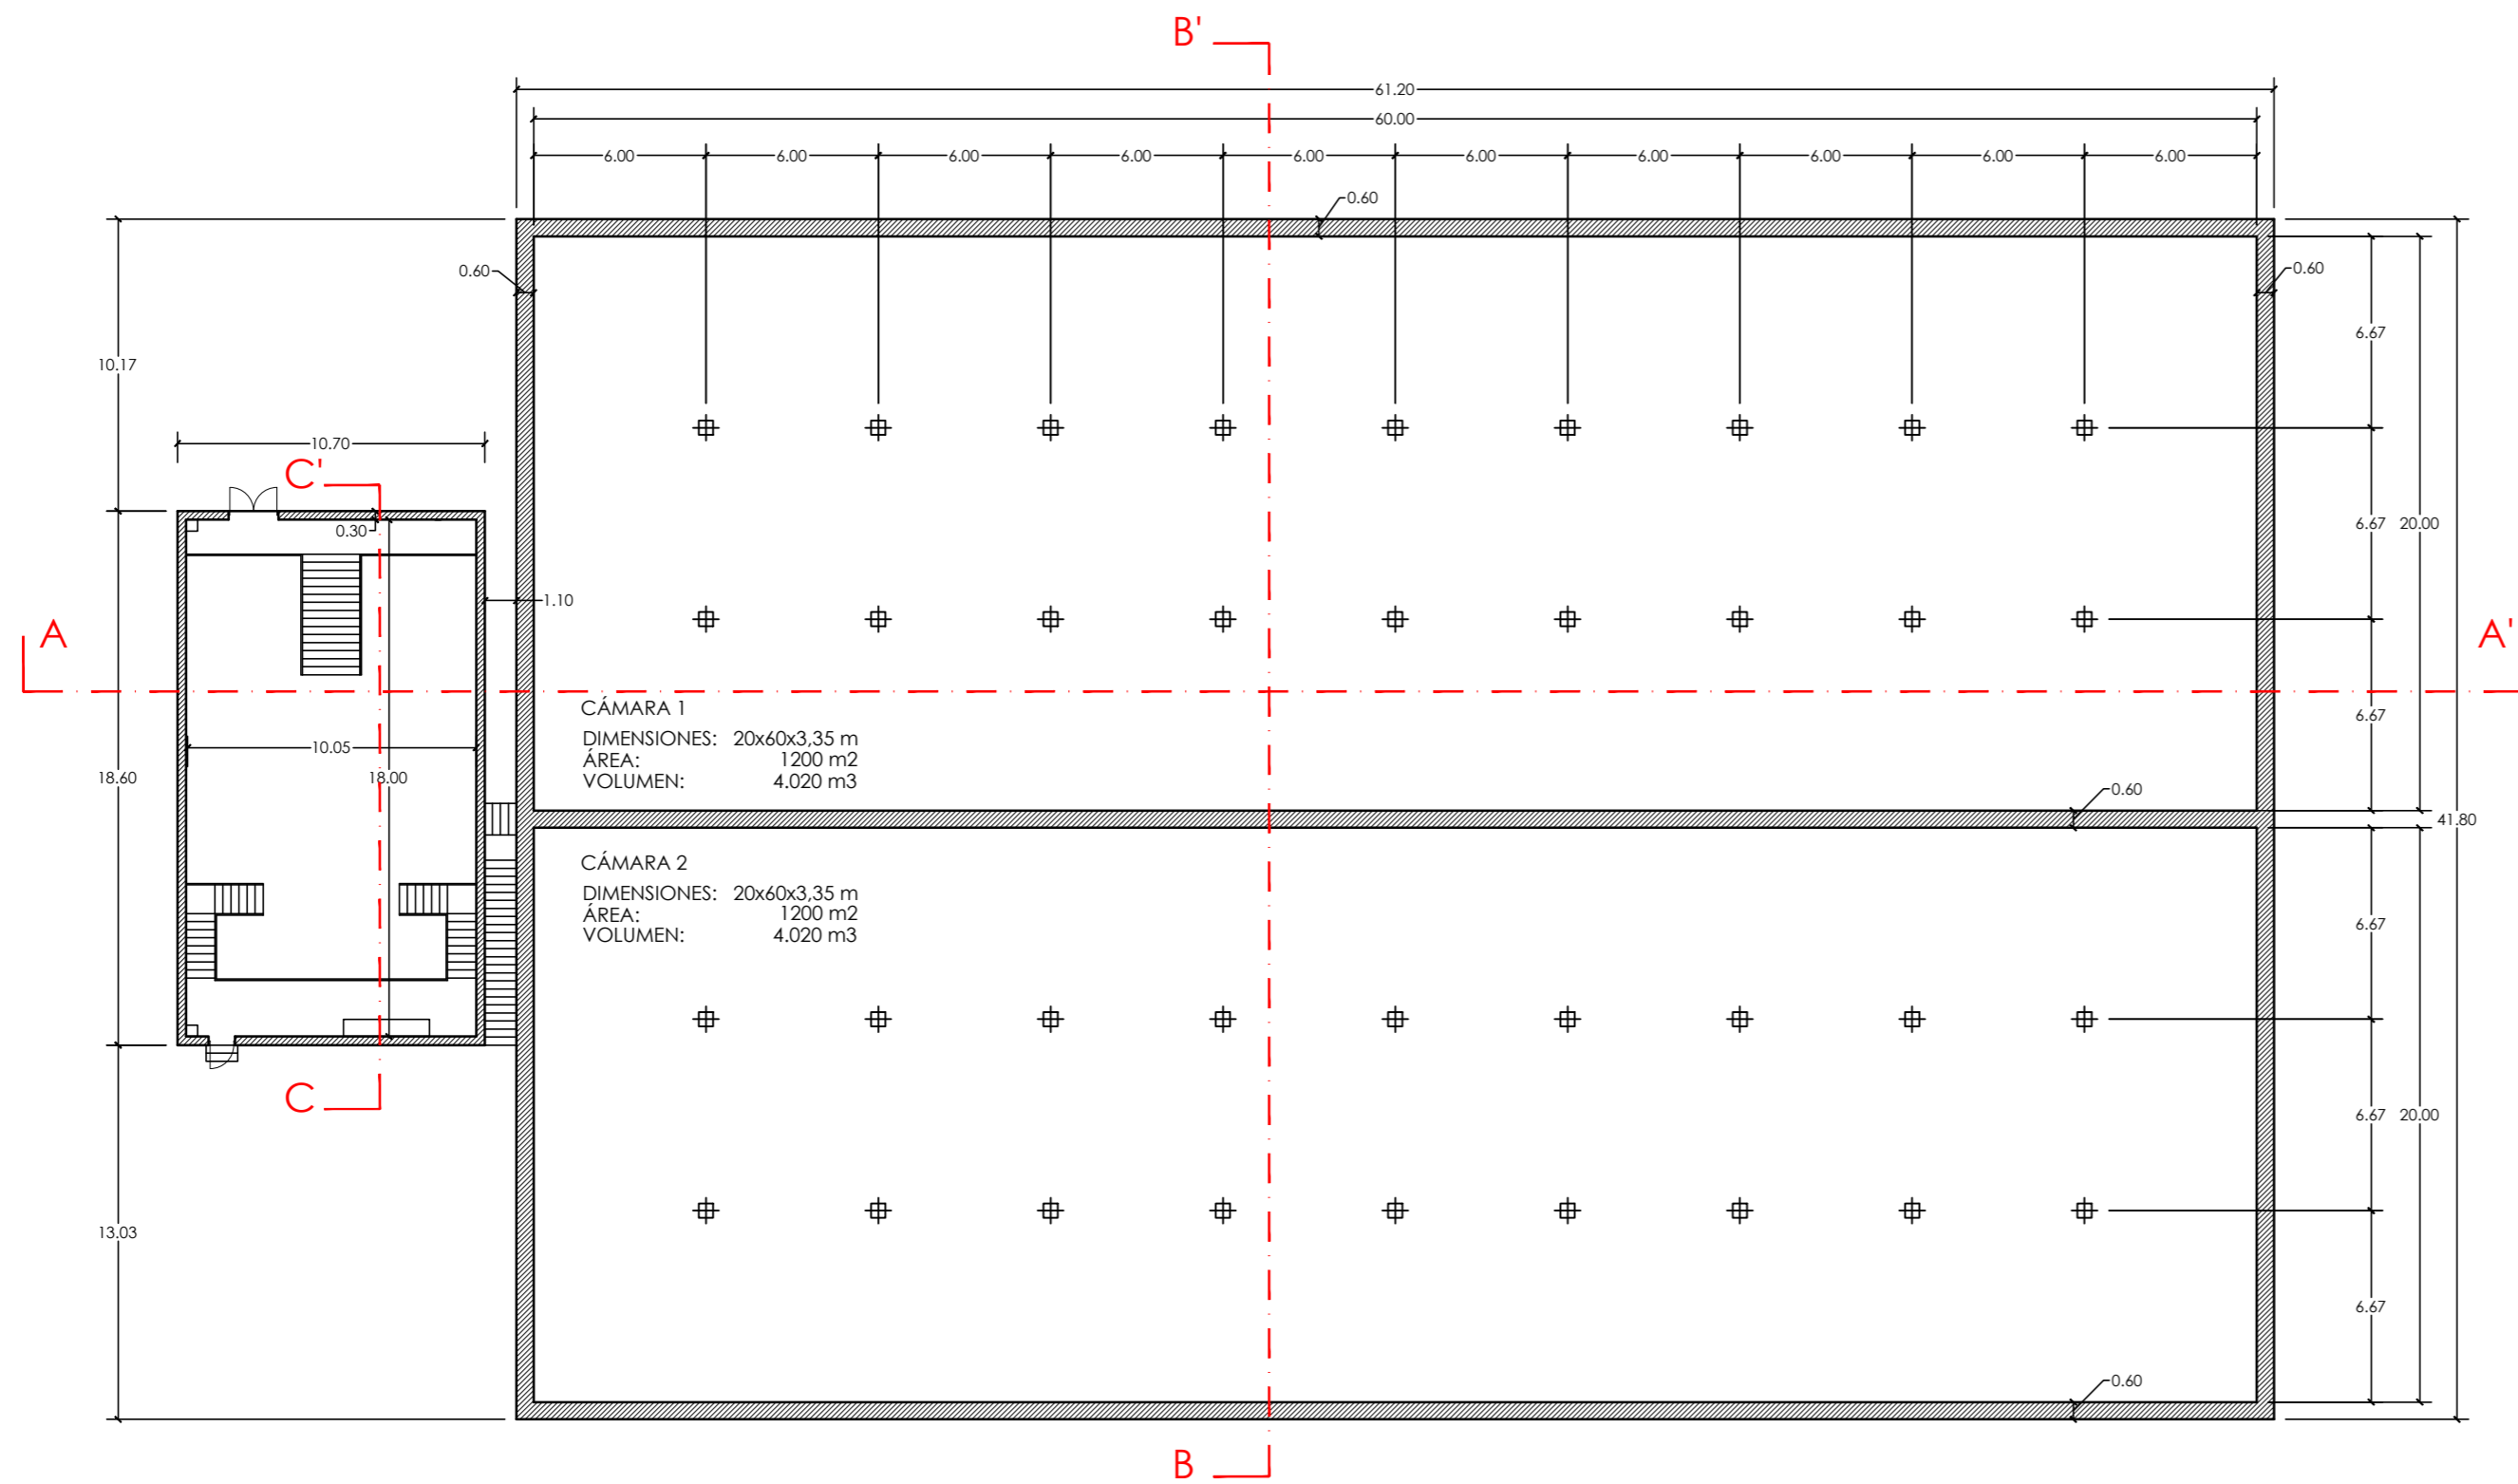 B'
61.20
60.00
6.00 6.00 6.00 6.00 6.00 6.00 6.00 6.00 6.00 6.00
0.60
0.60
0.60
6.67
10.17
10.70
C'
0.30
6.67 20.00
1.10
A
A'
CÁMARA 1
DIMENSIONES: 20x60x3,35 m
ÁREA: 1200 m2
VOLUMEN: 4.020 m3
6.67
10.05
18.60
18.00
0.60
41.80
CÁMARA 2
DIMENSIONES: 20x60x3,35 m
ÁREA: 1200 m2
VOLUMEN: 4.020 m3
6.67
C
6.67 20.00
13.03
6.67
0.60
B